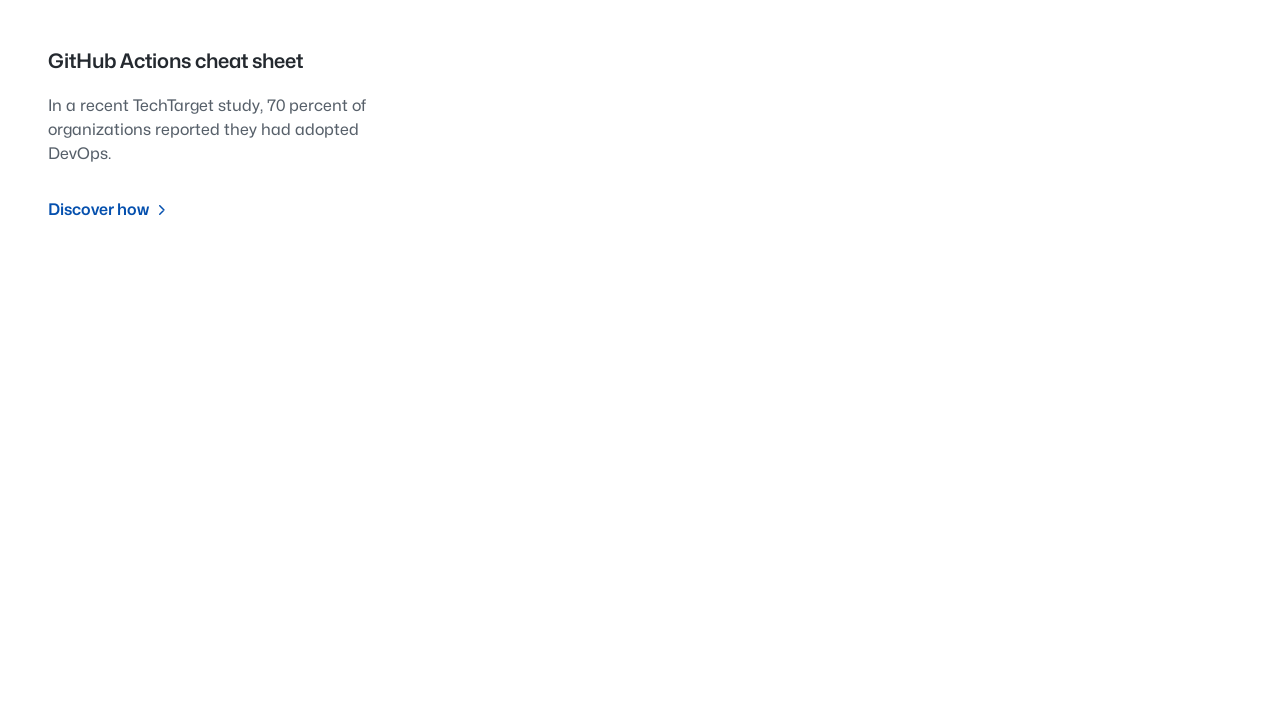 GitHub Actions cheat sheet
In a recent TechTarget study, 70 percent of
organizations reported they had adopted
DevOps.
Discover how